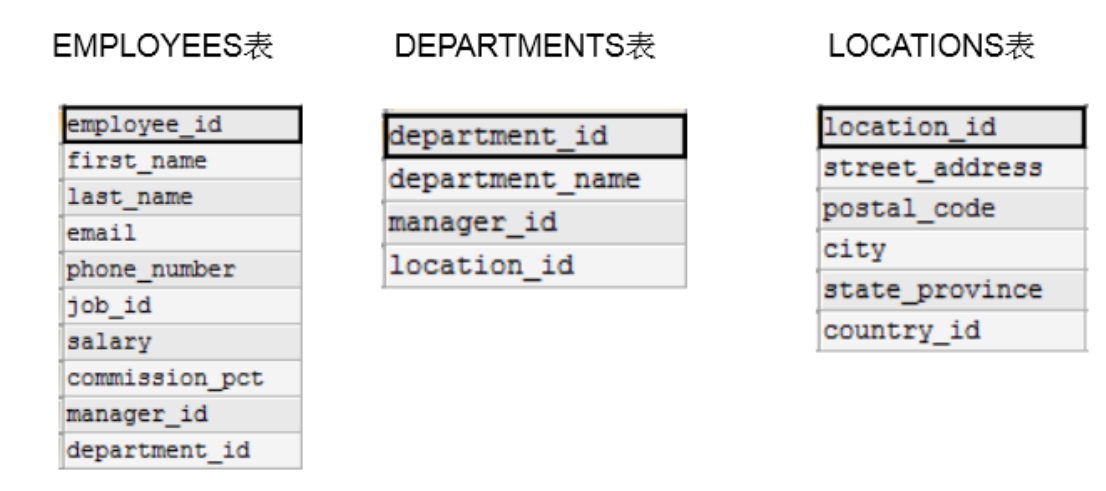 EMPLOYEES表
DEPARTMENTS表
LOCATIONS表
employee_id
first_name
last_name
email
phone_number
job_id
salary
commission_pct
manager_id
department_id
department_id
department_name
manager_id
location_id
location_id
street_address
postal_code
city
state_province
country_id